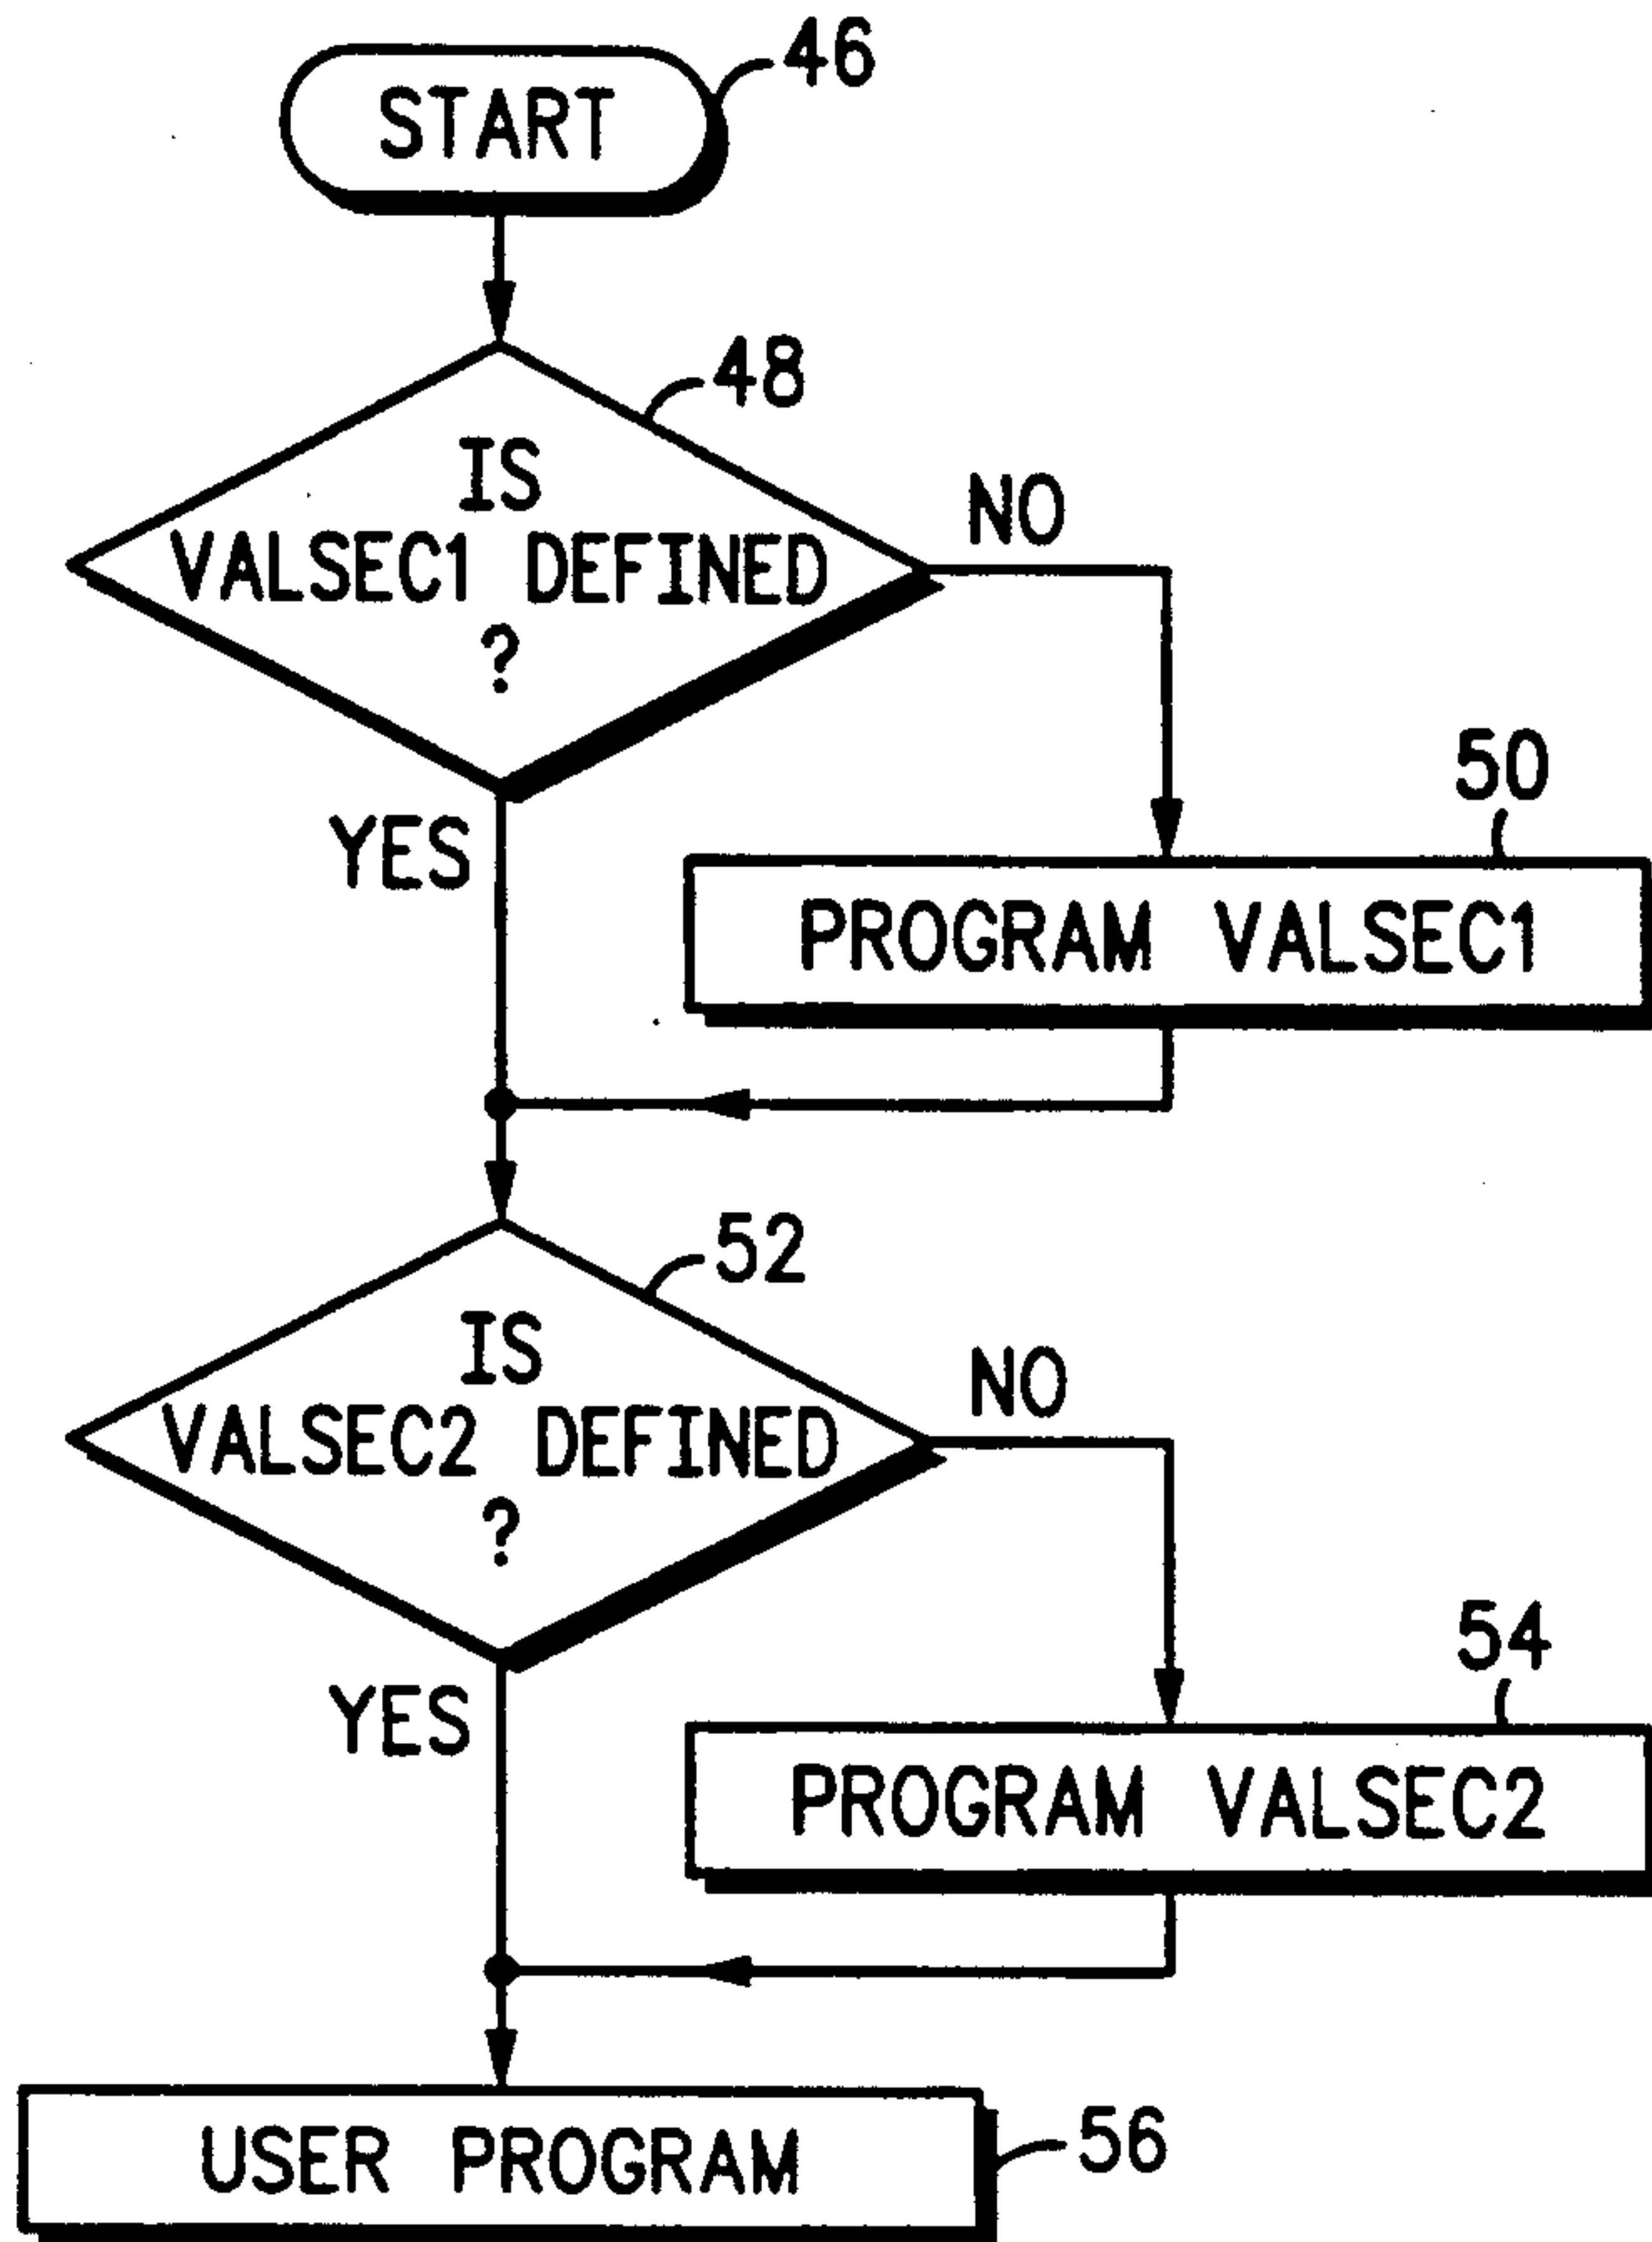 46
START
48
IS
VALSEC1 DEFINED
?
NO
YES
50
PROGRAM VALSEC1
52
IS
VALSEC2 DEFINED
?
NO
YES
54
PROGRAM VALSEC2
USER PROGRAM
56